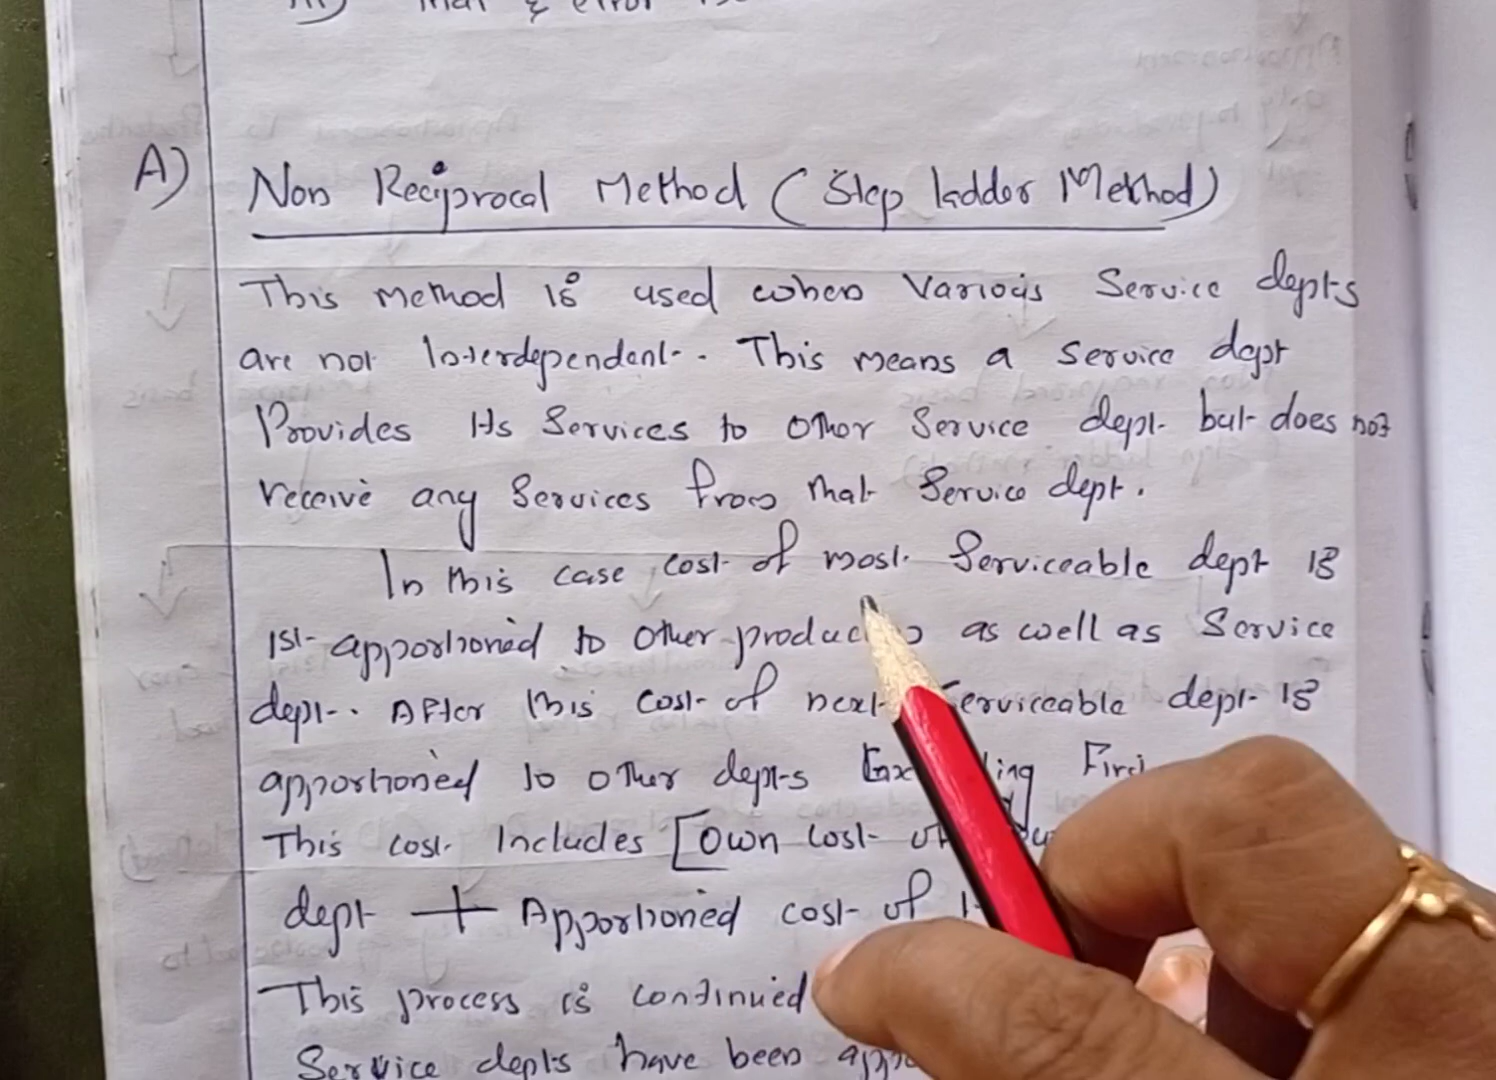 A) Non Reciprocal Method (Step ladder Method)
This method is used when Various Service depts
are not Interdependent. This means a service dept
Provides Its Services to other Service dept but does not
receive any Services from that Service dept.
In this case cost of most Serviceable dept is
1st apportioned to other as well as Service
dept. After this cost of next Serviceable dept is
apportioned to other depts
This cost Includes [Own cost
dept + Apportioned cost of
This process is continued
Service depts have been